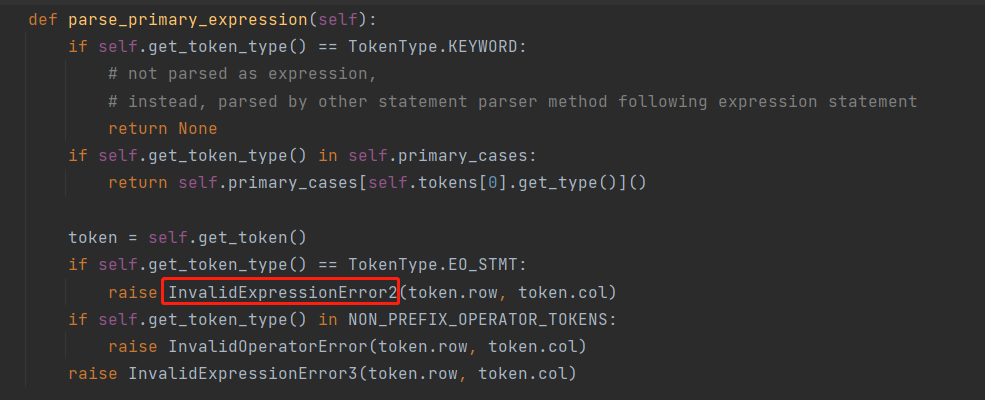 def parse_primary_expression(self):
if self.get_token_type() == TokenType.KEYWORD:
# not parsed as expression,
# instead, parsed by other statement parser method following expression statement
return None
if self.get_token_type() in self.primary_cases:
return self.primary_cases[self.tokens[0].get_type()]()
token = self.get_token()
if self.get_token_type() == TokenType.EO_STMT:
raise InvalidExpressionError2(token.row, token.col)
if self.get_token_type() in NON_PREFIX_OPERATOR_TOKENS:
raise InvalidOperatorError(token.row, token.col)
raise InvalidExpressionError3(token.row, token.col)